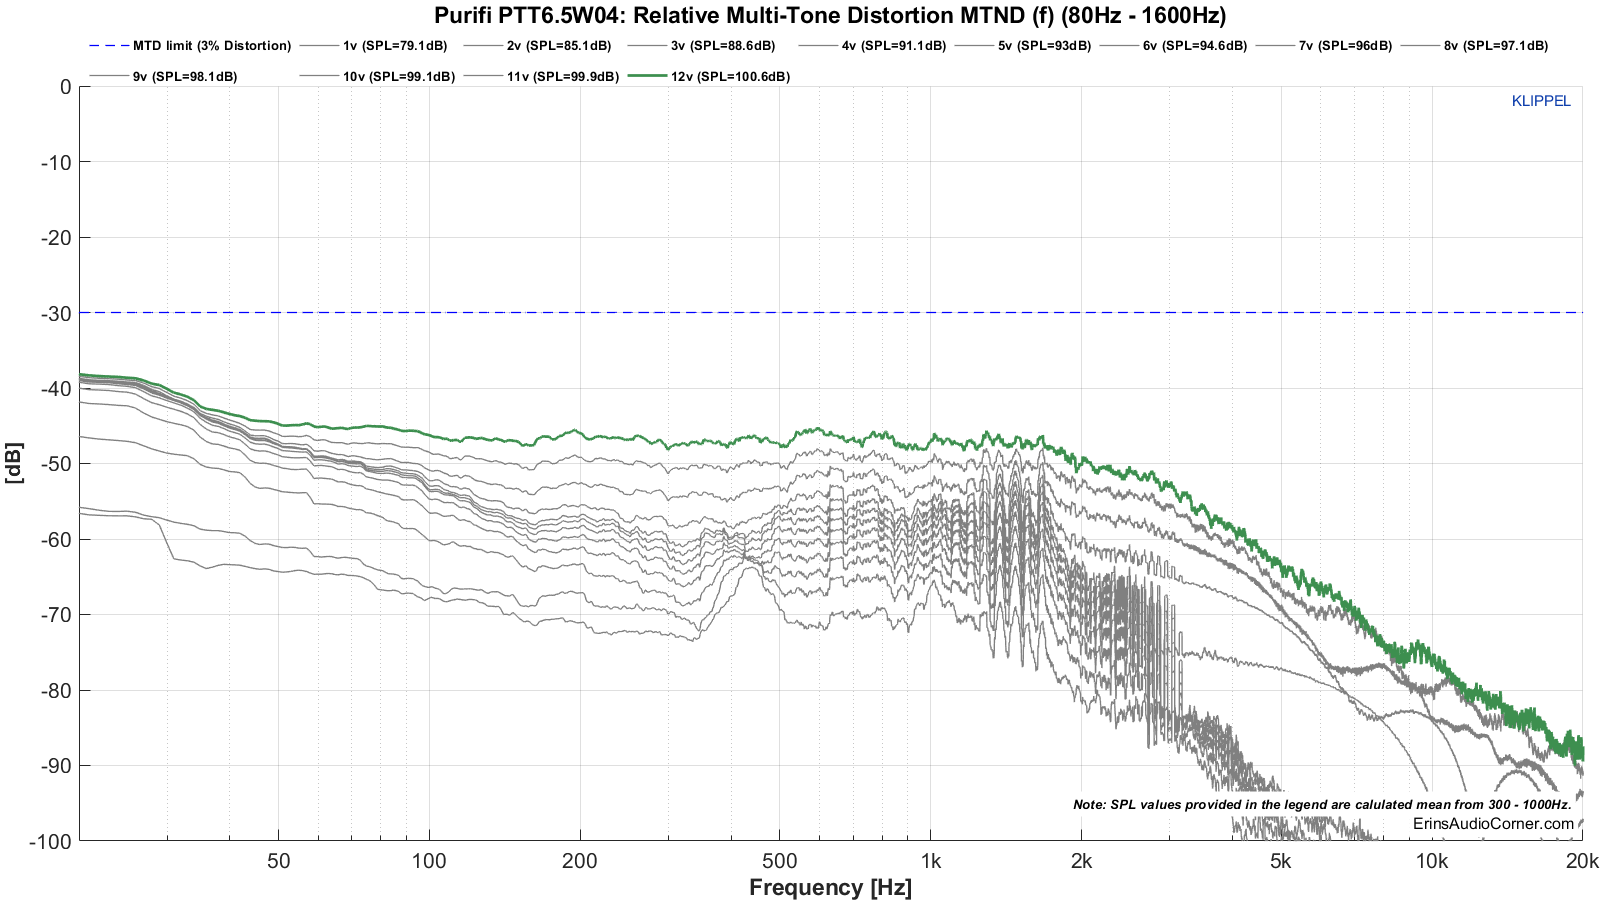 Purifi PTT6.5W04: Relative Multi-Tone Distortion MTND (f) (80Hz - 1600Hz)
MTD limit (3% Distortion) 1v (SPL=79.1dB) 2v (SPL=85.1dB) 3v (SPL=88.6dB) 4v (SPL=91.1dB) 5v (SPL=93dB) 6v (SPL=94.6dB) 7v (SPL=96dB) 8v (SPL=97.1dB)
9v (SPL=98.1dB) 10v (SPL=99.1dB) 11v (SPL=99.9dB) 12v (SPL=100.6dB)
KLIPPEL
0
-10
-20
-30
-40
-50
-60
-70
-80
-90
-100
[dB]
Note: SPL values provided in the legend are calulated mean from 300 - 1000Hz.
ErinsAudioCorner.com
50 100 200 500 1k 2k 5k 10k 20k
Frequency [Hz]